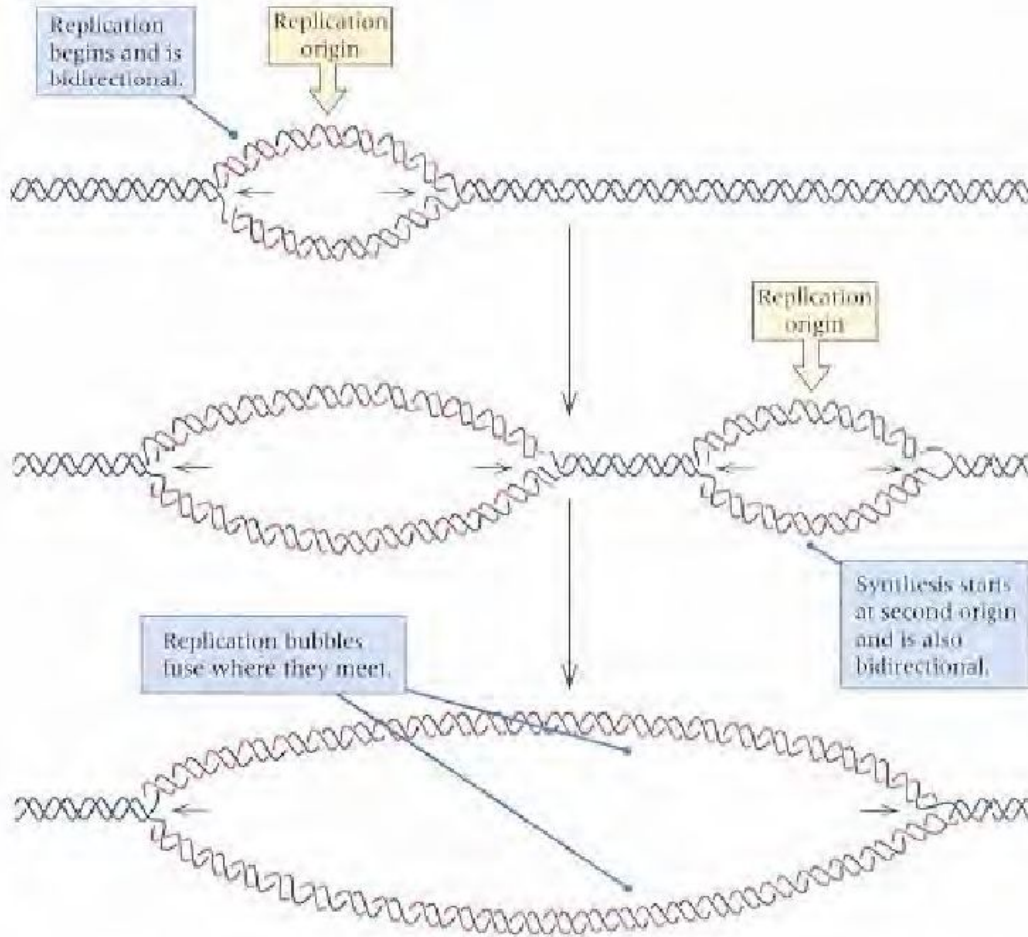 Replication
begins and is
bidirectional.
Replication
origin
Replication
origin
Synthesis starts
at second origin
and is also
bidirectional.
Replication bubbles
fuse where they meet.